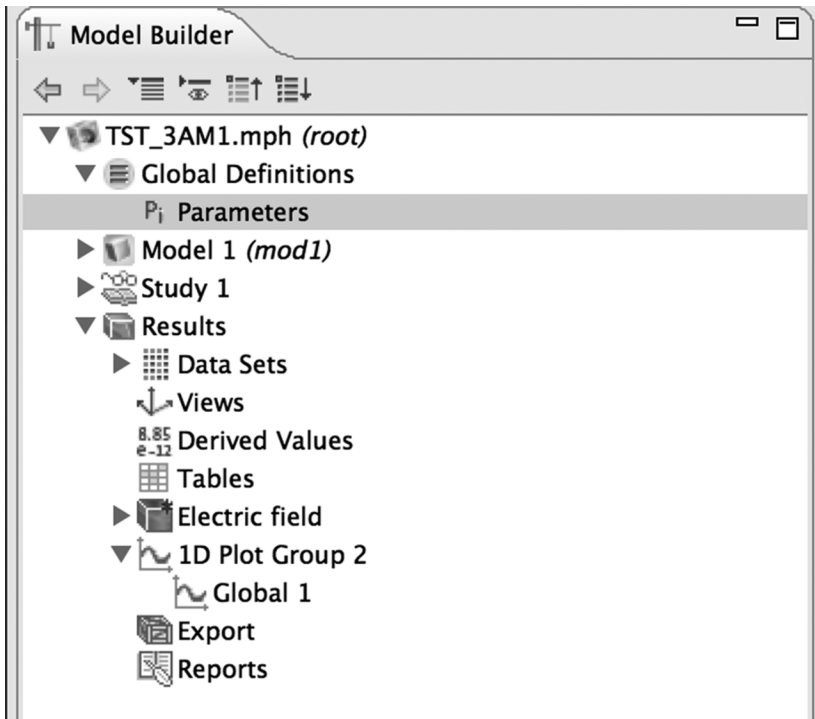 Model Builder
TST_3AM1.mph (root)
Global Definitions
Pi Parameters
Model 1 (mod1)
Study 1
Results
Data Sets
Views
8.85
e-12 Derived Values
Tables
Electric field
1D Plot Group 2
Global 1
Export
Reports